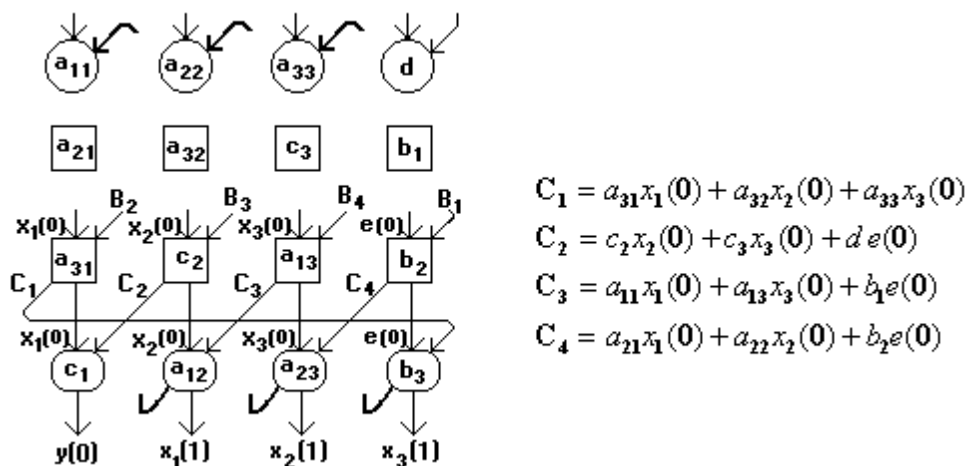 a₁₁ a₂₂ a₃₃ d
a₂₁ a₃₂ c₃ b₁
B₂ B₃ B₄ B₁
x₁(0) x₂(0) x₃(0) e(0)
a₃₁ c₂ a₁₃ b₂
C₁ C₂ C₃ C₄
x₁(0) x₂(0) x₃(0) e(0)
c₁ a₁₂ a₂₃ b₃
y(0) x₁(1) x₂(1) x₃(1)
C₁ = a₃₁x₁(0) + a₃₂x₂(0) + a₃₃x₃(0)
C₂ = c₂x₂(0) + c₃x₃(0) + d e(0)
C₃ = a₁₁x₁(0) + a₁₃x₃(0) + b₁e(0)
C₄ = a₂₁x₁(0) + a₂₂x₂(0) + b₂e(0)